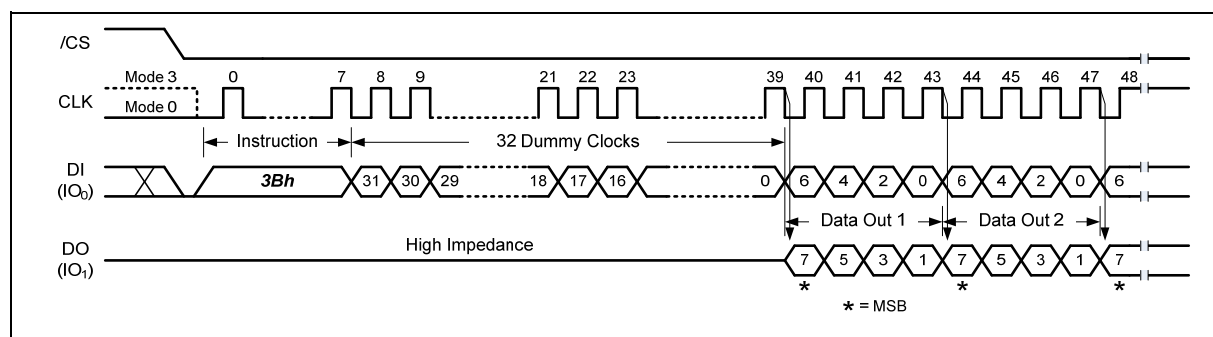 /CS
Mode 3 0 7 8 9 21 22 23 39 40 41 42 43 44 45 46 47 48
CLK Mode 0
Instruction 32 Dummy Clocks
DI (IO0) 3Bh 31 30 29 18 17 16 0 6 4 2 0 6 4 2 0 6
Data Out 1 Data Out 2
DO (IO1) High Impedance 7 5 3 1 7 5 3 1 7
* * *
* = MSB